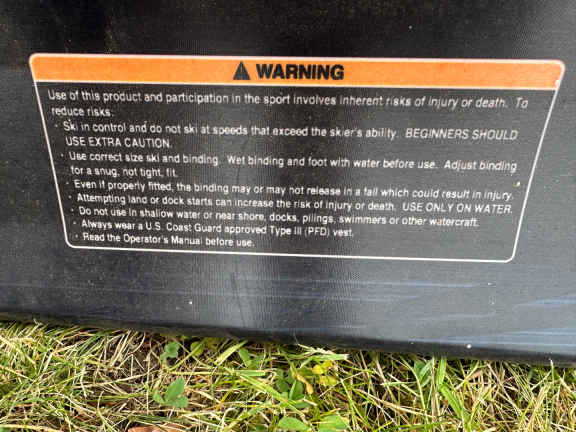 WARNING
Use of this product and participation in the sport involves inherent risks of injury or death. To
reduce risks:
· Ski in control and do not ski at speeds that exceed the skier's ability. BEGINNERS SHOULD
USE EXTRA CAUTION.
· Use correct size ski and binding. Wet binding and foot with water before use. Adjust binding
for a snug, not tight, fit.
· Even if properly fitted, the binding may or may not release in a fall which could result in injury.
· Attempting land or dock starts can increase the risk of injury or death. USE ONLY ON WATER.
· Do not use in shallow water or near shore, docks, pilings, swimmers or other watercraft.
· Always wear a U.S. Coast Guard approved Type III (PFD) vest.
· Read the Operator's Manual before use.